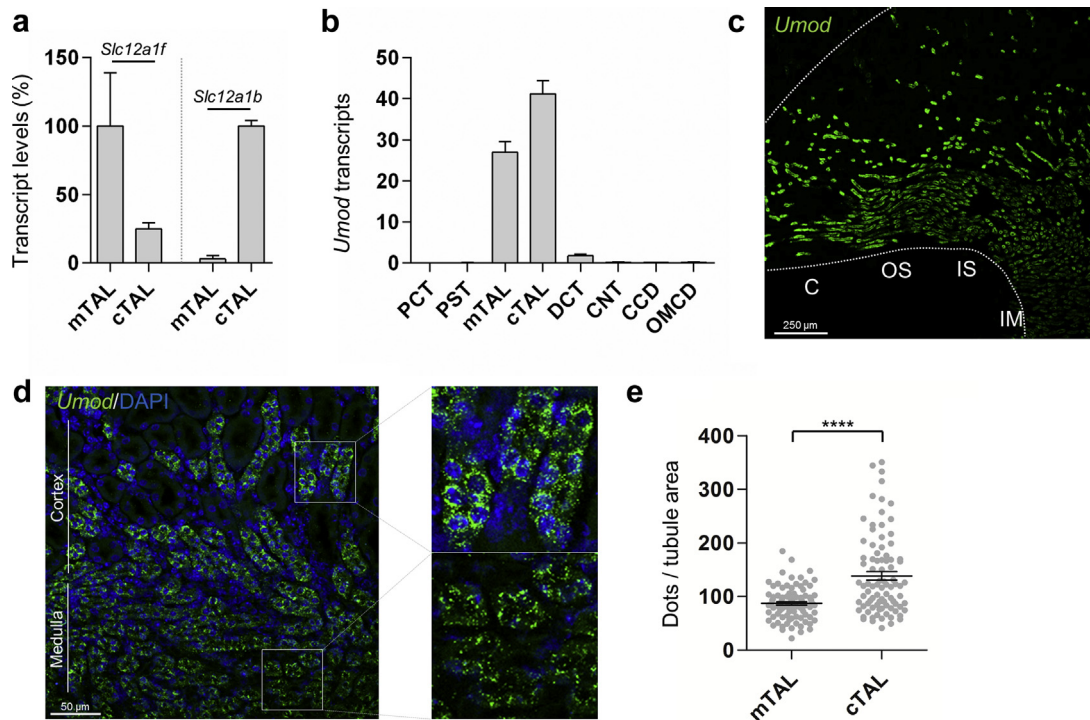 a
Slc12a1f
Slc12a1b
Transcript levels (%)
150
100
50
0
mTAL
cTAL
mTAL
cTAL
b
Umod transcripts
50
40
30
20
10
0
PCT
PST
mTAL
cTAL
DCT
CNT
CCD
OMCD
c
Umod
C
OS
IS
IM
250 µm
d
Umod/DAPI
Cortex
Medulla
50 µm
e
****
Dots / tubule area
400
300
200
100
0
mTAL
cTAL